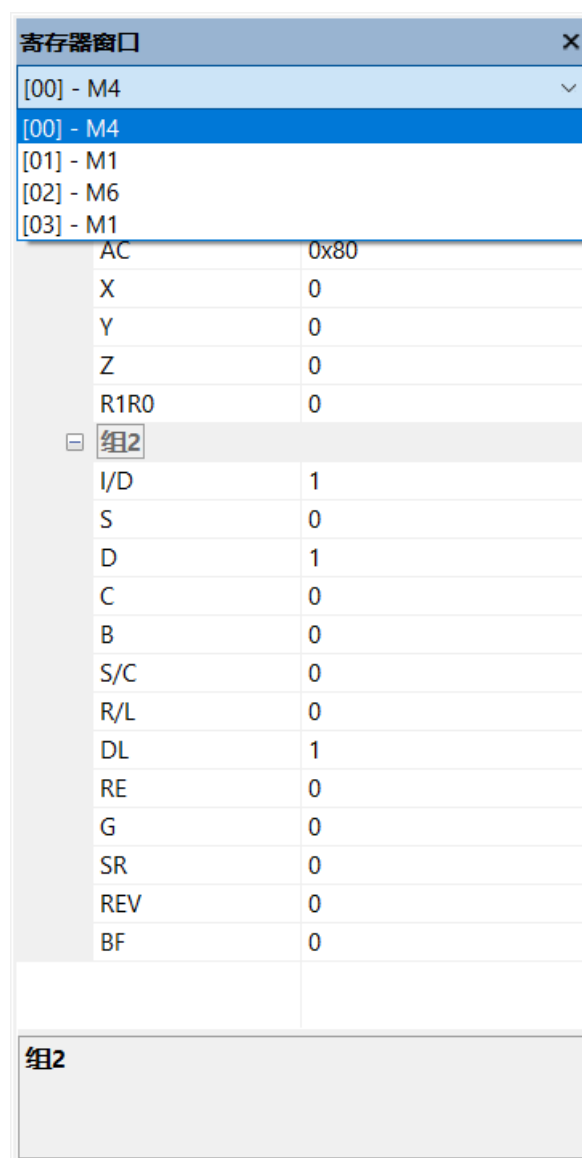 寄存器窗口
[00] - M4
[00] - M4
[01] - M1
[02] - M6
[03] - M1
AC 0x80
X 0
Y 0
Z 0
R1R0 0
组2
I/D 1
S 0
D 1
C 0
B 0
S/C 0
R/L 0
DL 1
RE 0
G 0
SR 0
REV 0
BF 0
组2